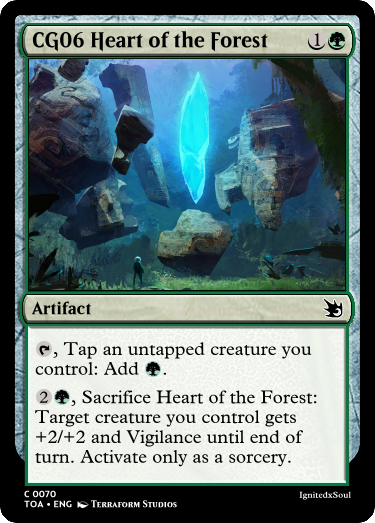 CG06 Heart of the Forest 1
Artifact
, Tap an untapped creature you
control: Add .
2, Sacrifice Heart of the Forest:
Target creature you control gets
+2/+2 and Vigilance until end of
turn. Activate only as a sorcery.
C 0070
TOA • ENG Terraform Studios
IgnitedxSoul